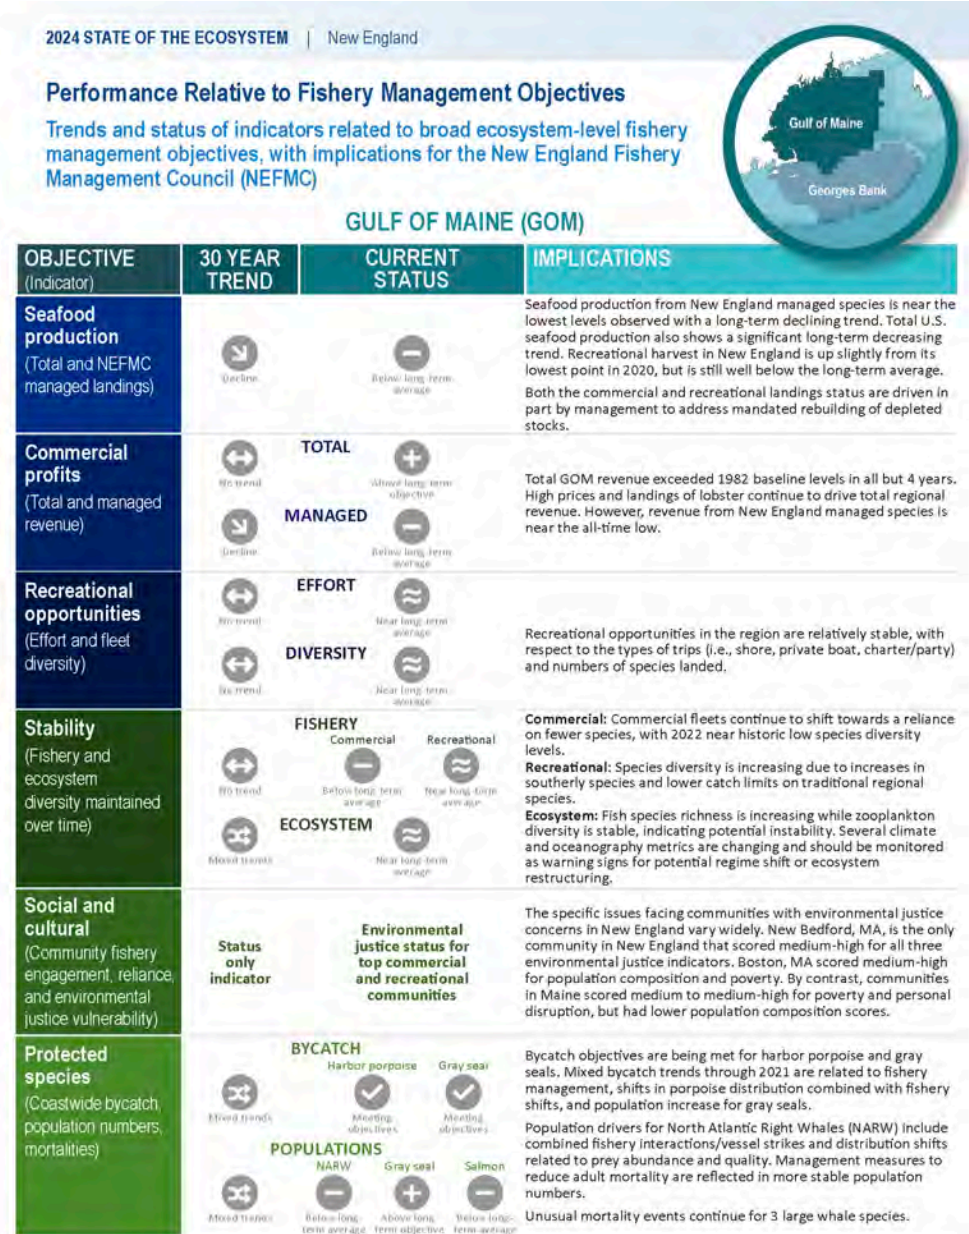 2024 STATE OF THE ECOSYSTEM | New England
Performance Relative to Fishery Management Objectives
Trends and status of indicators related to broad ecosystem-level fishery
management objectives, with implications for the New England Fishery
Management Council (NEFMC)
Gulf of Maine
Georges Bank
GULF OF MAINE (GOM)
OBJECTIVE
(Indicator)
30 YEAR
TREND
CURRENT
STATUS
IMPLICATIONS
Seafood
production
(Total and NEFMC
managed landings)
Decline
Below long-term
average
Seafood production from New England managed species is near the
lowest levels observed with a long-term declining trend. Total U.S.
seafood production also shows a significant long-term decreasing
trend. Recreational harvest in New England is up slightly from its
lowest point in 2020, but is still well below the long-term average.
Both the commercial and recreational landings status are driven in
part by management to address mandated rebuilding of depleted
stocks.
Commercial
profits
(Total and managed
revenue)
TOTAL
No trend
Above long-term
objective
MANAGED
Decline
Below long-term
average
Total GOM revenue exceeded 1982 baseline levels in all but 4 years.
High prices and landings of lobster continue to drive total regional
revenue. However, revenue from New England managed species is
near the all-time low.
Recreational
opportunities
(Effort and fleet
diversity)
EFFORT
No trend
Near long-term
average
DIVERSITY
No trend
Near long-term
average
Recreational opportunities in the region are relatively stable, with
respect to the types of trips (i.e., shore, private boat, charter/party)
and numbers of species landed.
Stability
(Fishery and
ecosystem
diversity maintained
over time)
FISHERY
Commercial
Recreational
No trend
Below long-term
average
Near long-term
average
ECOSYSTEM
Mixed trends
Near long-term
average
Commercial: Commercial fleets continue to shift towards a reliance
on fewer species, with 2022 near historic low species diversity
levels.
Recreational: Species diversity is increasing due to increases in
southerly species and lower catch limits on traditional regional
species.
Ecosystem: Fish species richness is increasing while zooplankton
diversity is stable, indicating potential instability. Several climate
and oceanography metrics are changing and should be monitored
as warning signs for potential regime shift or ecosystem
restructuring.
Social and
cultural
(Community fishery
engagement, reliance,
and environmental
justice vulnerability)
Status
only
indicator
Environmental
justice status for
top commercial
and recreational
communities
The specific issues facing communities with environmental justice
concerns in New England vary widely. New Bedford, MA, is the only
community in New England that scored medium-high for all three
environmental justice indicators. Boston, MA scored medium-high
for population composition and poverty. By contrast, communities
in Maine scored medium to medium-high for poverty and personal
disruption, but had lower population composition scores.
Protected
species
(Coastwide bycatch,
population numbers,
mortalities)
BYCATCH
Harbor porpoise
Gray seal
Mixed trends
Meeting
objectives
Meeting
objectives
POPULATIONS
NARW
Gray seal
Salmon
Mixed trends
Below long-
term average
Above long-
term objective
Below long-
term average
Bycatch objectives are being met for harbor porpoise and gray
seals. Mixed bycatch trends through 2021 are related to fishery
management, shifts in porpoise distribution combined with fishery
shifts, and population increase for gray seals.
Population drivers for North Atlantic Right Whales (NARW) include
combined fishery interactions/vessel strikes and distribution shifts
related to prey abundance and quality. Management measures to
reduce adult mortality are reflected in more stable population
numbers.
Unusual mortality events continue for 3 large whale species.